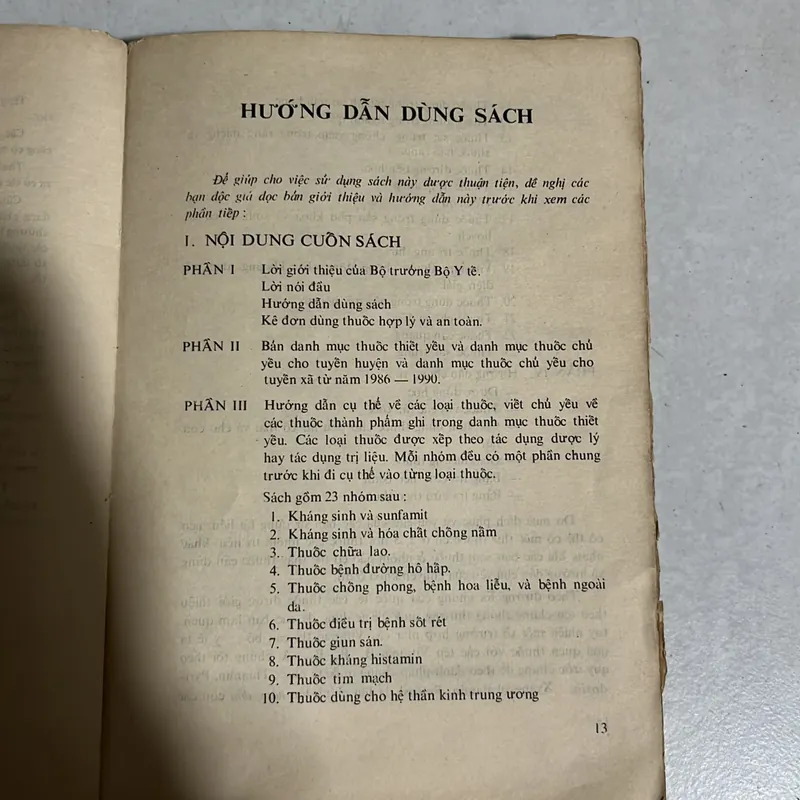 HƯỚNG DẪN DÙNG SÁCH
Để giúp cho việc sử dụng sách này được thuận tiện, đề nghị các
bạn độc giả đọc bản giới thiệu và hướng dẫn này trước khi xem các
phần tiếp :
1. NỘI DUNG CUỐN SÁCH
PHẦN I Lời giới thiệu của Bộ trưởng Bộ Y tế.
Lời nói đầu
Hướng dẫn dùng sách
Kê đơn dùng thuốc hợp lý và an toàn.
PHẦN II Bản danh mục thuốc thiết yếu và danh mục thuốc chủ
yếu cho tuyến huyện và danh mục thuốc chủ yếu cho
tuyến xã từ năm 1986 — 1990.
PHẦN III Hướng dẫn cụ thể về các loại thuốc, viết chủ yếu về
các thuốc thành phẩm ghi trong danh mục thuốc thiết
yếu. Các loại thuốc được xếp theo tác dụng dược lý
hay tác dụng trị liệu. Mỗi nhóm đều có một phần chung
trước khi đi cụ thể vào từng loại thuốc.
Sách gồm 23 nhóm sau :
1. Kháng sinh và sunfamit
2. Kháng sinh và hóa chất chống nấm
3. Thuốc chữa lao.
4. Thuốc bệnh đường hô hấp.
5. Thuốc chống phong, bệnh hoa liễu, và bệnh ngoài
da.
6. Thuốc điều trị bệnh sốt rét
7. Thuốc giun sán.
8. Thuốc kháng histamin
9. Thuốc tim mạch
10. Thuốc dùng cho hệ thần kinh trung ương
13